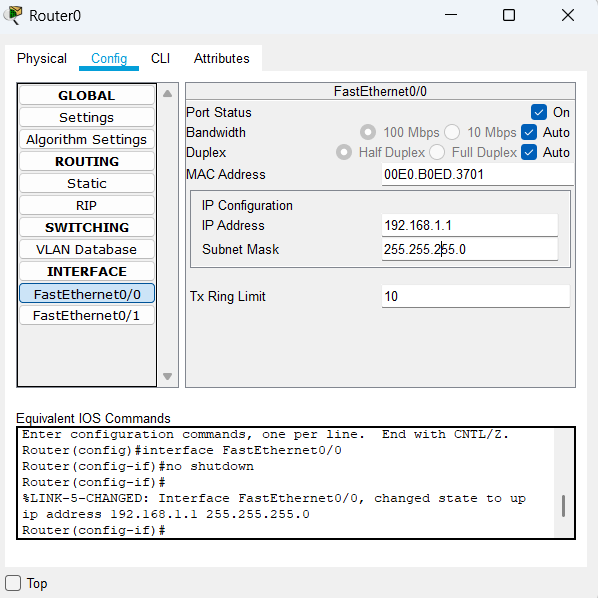 Router0
Physical Config CLI Attributes
GLOBAL
Settings
Algorithm Settings
ROUTING
Static
RIP
SWITCHING
VLAN Database
INTERFACE
FastEthernet0/0
FastEthernet0/1
FastEthernet0/0
Port Status On
Bandwidth 100 Mbps 10 Mbps Auto
Duplex Half Duplex Full Duplex Auto
MAC Address 00E0.B0ED.3701
IP Configuration
IP Address 192.168.1.1
Subnet Mask 255.255.255.0
Tx Ring Limit 10
Equivalent IOS Commands
Enter configuration commands, one per line.  End with CNTL/Z.
Router(config)#interface FastEthernet0/0
Router(config-if)#no shutdown
Router(config-if)#
%LINK-5-CHANGED: Interface FastEthernet0/0, changed state to up
ip address 192.168.1.1 255.255.255.0
Router(config-if)#
Top